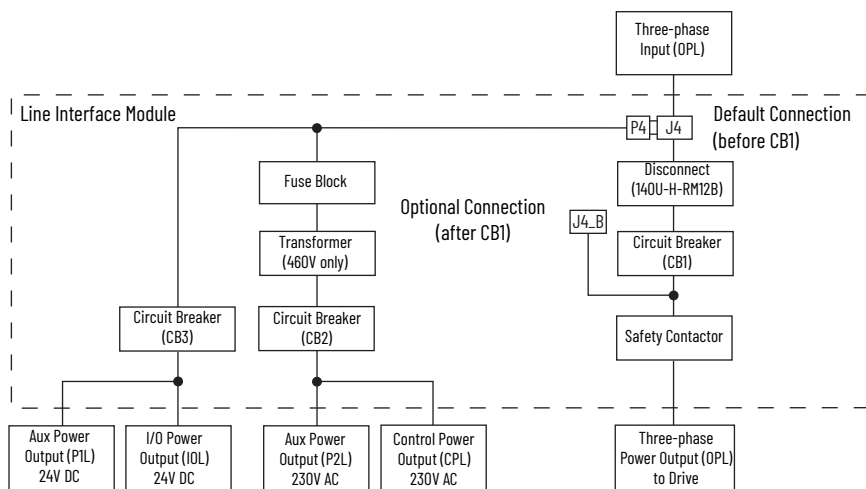 Three-phase
Input (OPL)
Line Interface Module
P4
J4
Default Connection
(before CB1)
Fuse Block
Disconnect
(140U-H-RM12B)
Optional Connection
(after CB1)
J4_B
Transformer
(460V only)
Circuit Breaker
(CB1)
Circuit Breaker
(CB3)
Circuit Breaker
(CB2)
Safety Contactor
Aux Power
Output (P1L)
24V DC
I/O Power
Output (IOL)
24V DC
Aux Power
Output (P2L)
230V AC
Control Power
Output (CPL)
230V AC
Three-phase
Power Output (OPL)
to Drive